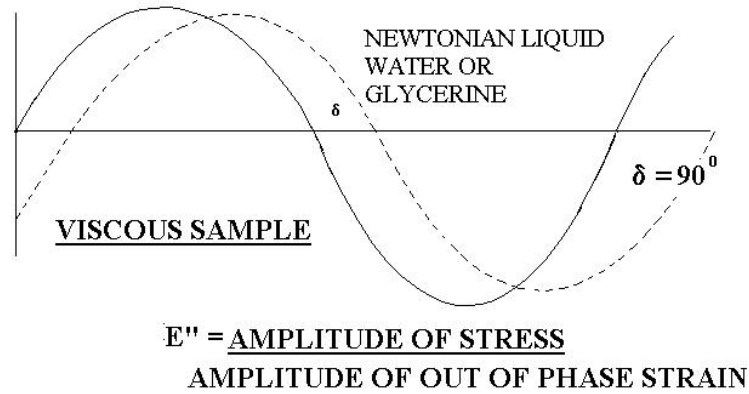 NEWTONIAN LIQUID
WATER OR
GLYCERINE
δ
δ = 90⁰
VISCOUS SAMPLE
E" = AMPLITUDE OF STRESS
AMPLITUDE OF OUT OF PHASE STRAIN